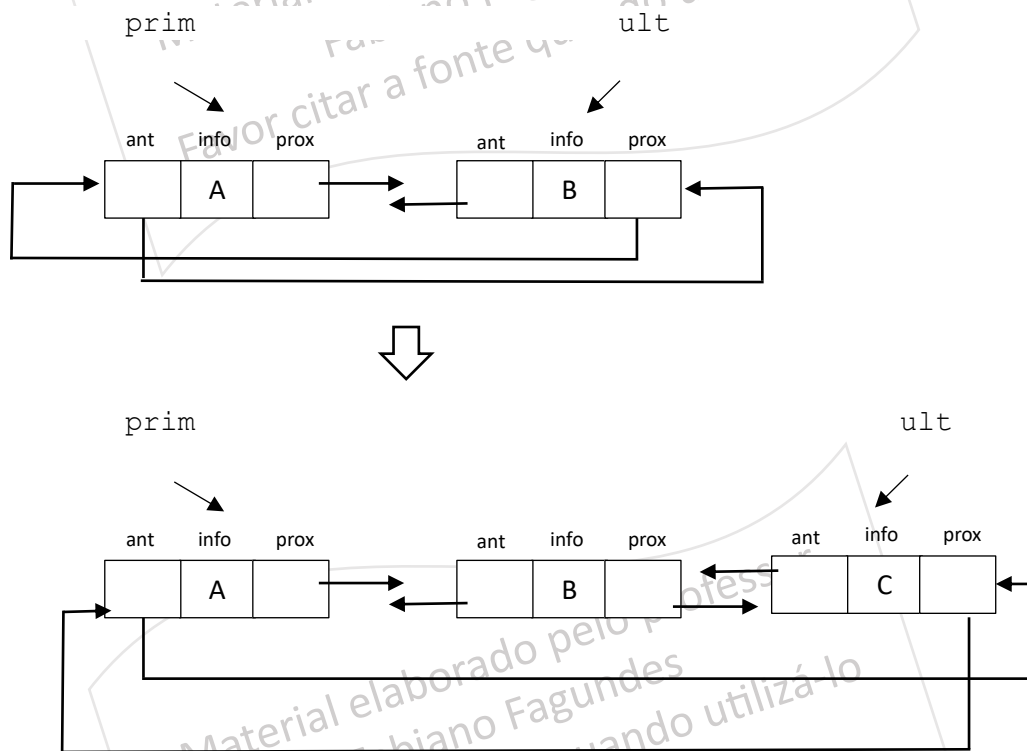 prim ult
Favor citar a fonte
ant info prox ant info prox
A B
prim ult
ant info prox ant info prox ant info prox
A B C
Material elaborado pelo professor
Fagundes
quando utilizá-lo